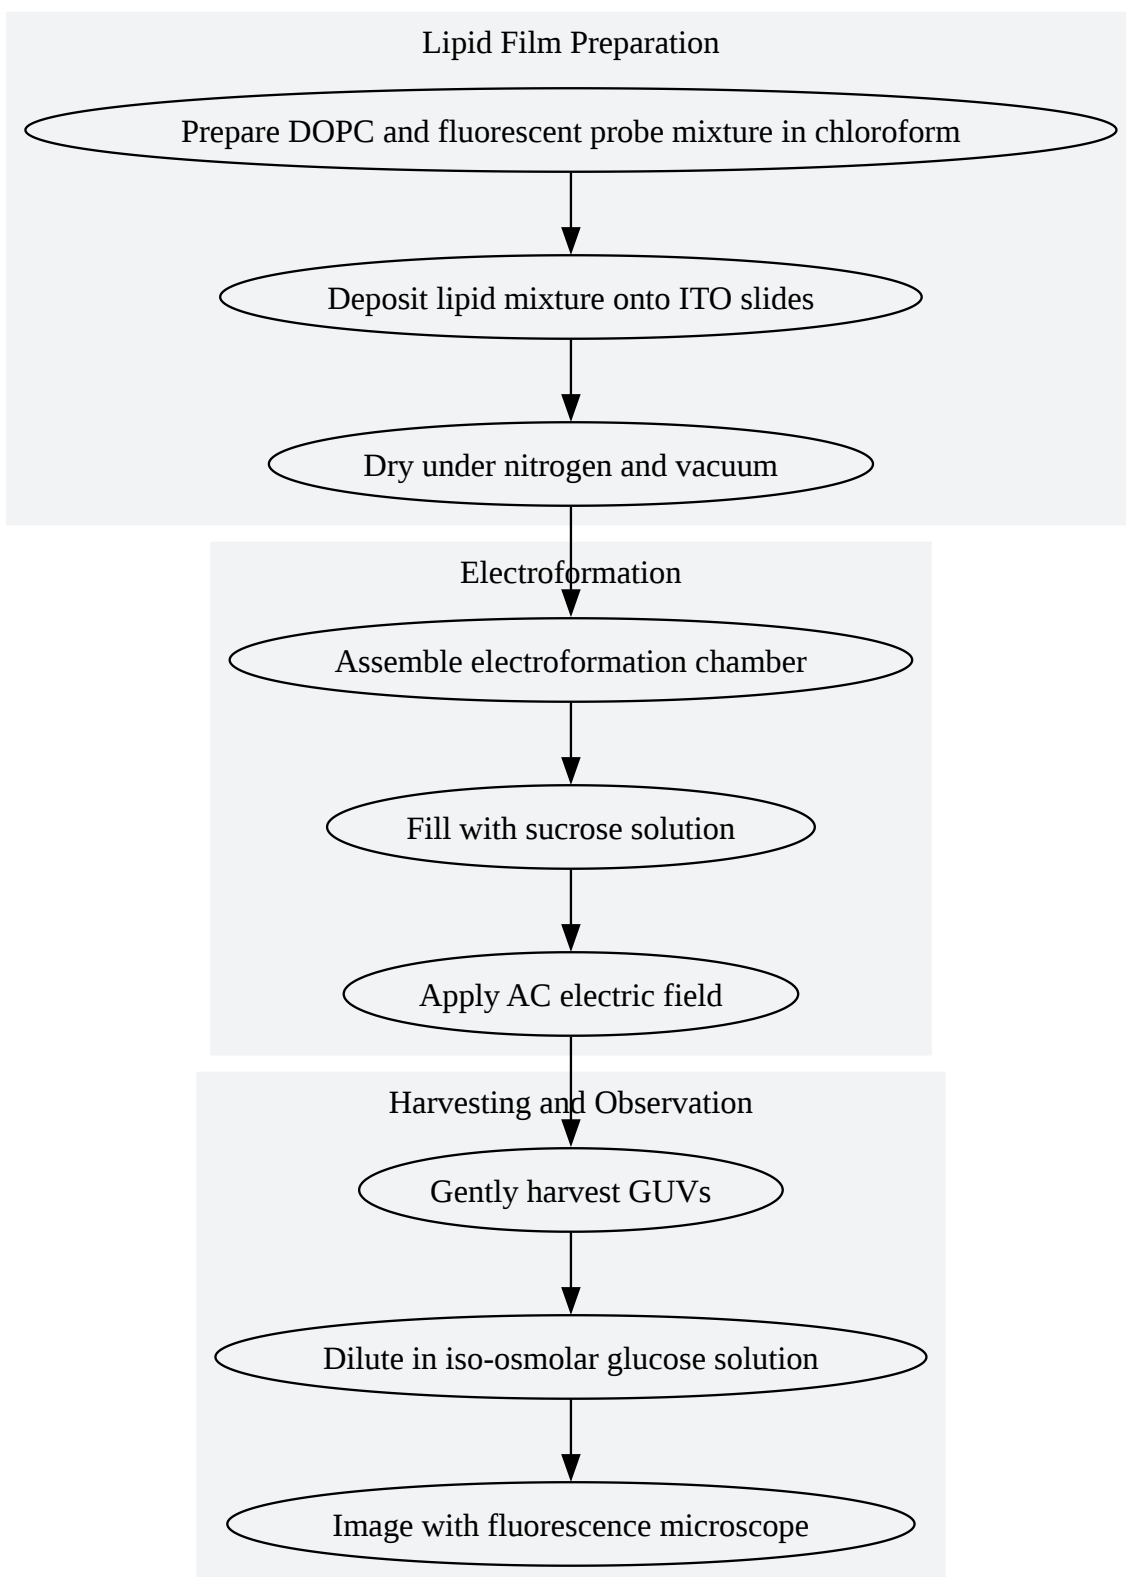 Lipid Film Preparation
Prepare DOPC and fluorescent probe mixture in chloroform
Deposit lipid mixture onto ITO slides
Dry under nitrogen and vacuum
Electroformation
Assemble electroformation chamber
Fill with sucrose solution
Apply AC electric field
Harvesting and Observation
Gently harvest GUVs
Dilute in iso-osmolar glucose solution
Image with fluorescence microscope